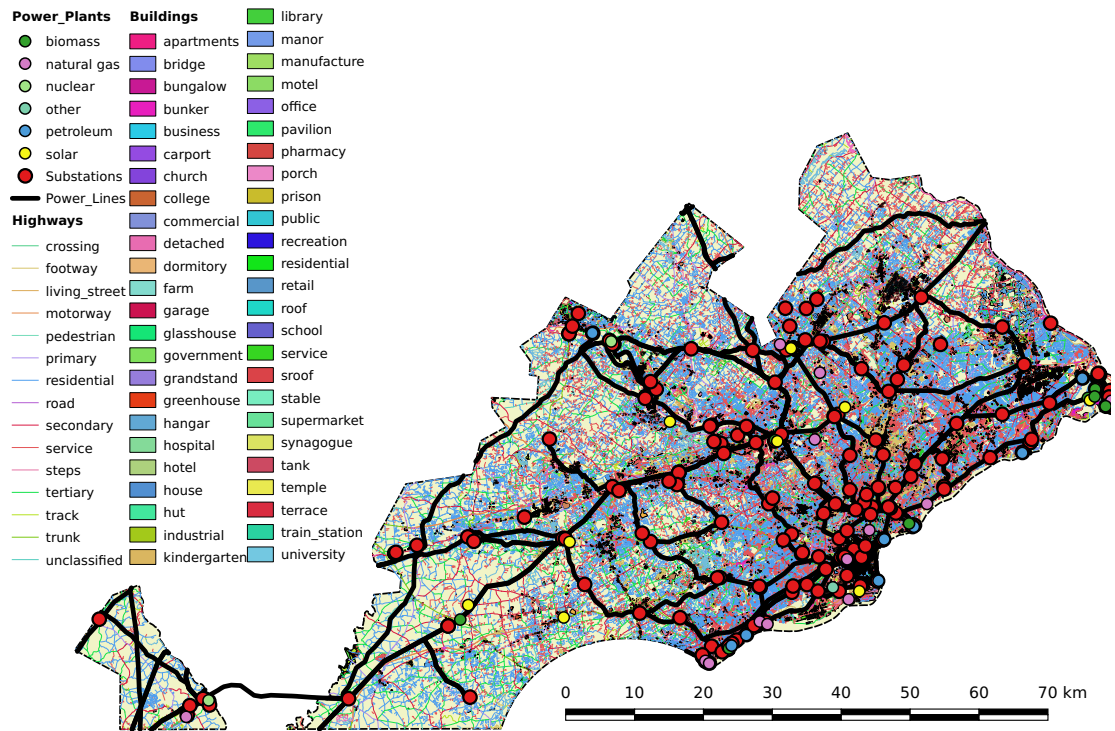 Power_Plants
biomass
natural gas
nuclear
other
petroleum
solar
Substations
Power_Lines
Highways
crossing
footway
living_street
motorway
pedestrian
primary
residential
road
secondary
service
steps
tertiary
track
trunk
unclassified
Buildings
apartments
bridge
bungalow
bunker
business
carport
church
college
commercial
detached
dormitory
farm
garage
glasshouse
government
grandstand
greenhouse
hangar
hospital
hotel
house
hut
industrial
kindergarten
library
manor
manufacture
motel
office
pavilion
pharmacy
porch
prison
public
recreation
residential
retail
roof
school
service
sroof
stable
supermarket
synagogue
tank
temple
terrace
train_station
university
0 10 20 30 40 50 60 70 km